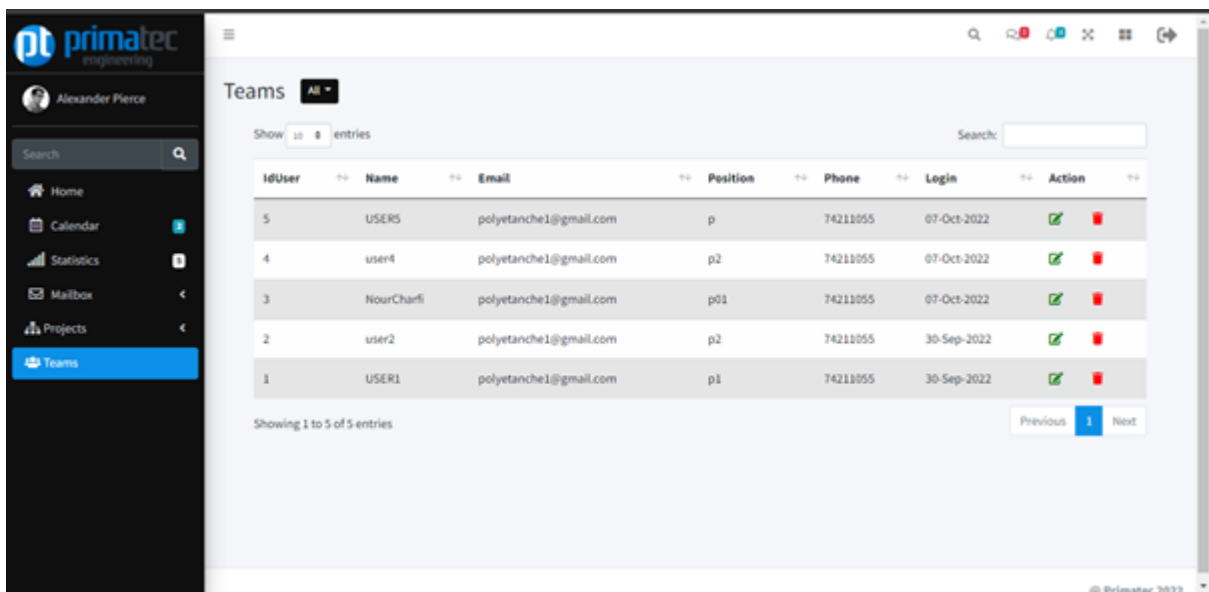 pt primatec
engineering
Alexander Pierce
Search
Home
Calendar 2
Statistics 5
Mailbox
Projects
Teams
Teams All
Show 10 entries Search:
IdUser Name Email Position Phone Login Action
5 USER5 polyetanche1@gmail.com p 74211055 07-Oct-2022
4 user4 polyetanche1@gmail.com p2 74211055 07-Oct-2022
3 NourCharfi polyetanche1@gmail.com p01 74211055 07-Oct-2022
2 user2 polyetanche1@gmail.com p2 74211055 30-Sep-2022
1 USER1 polyetanche1@gmail.com p1 74211055 30-Sep-2022
Showing 1 to 5 of 5 entries Previous 1 Next
@ Primatec 2022